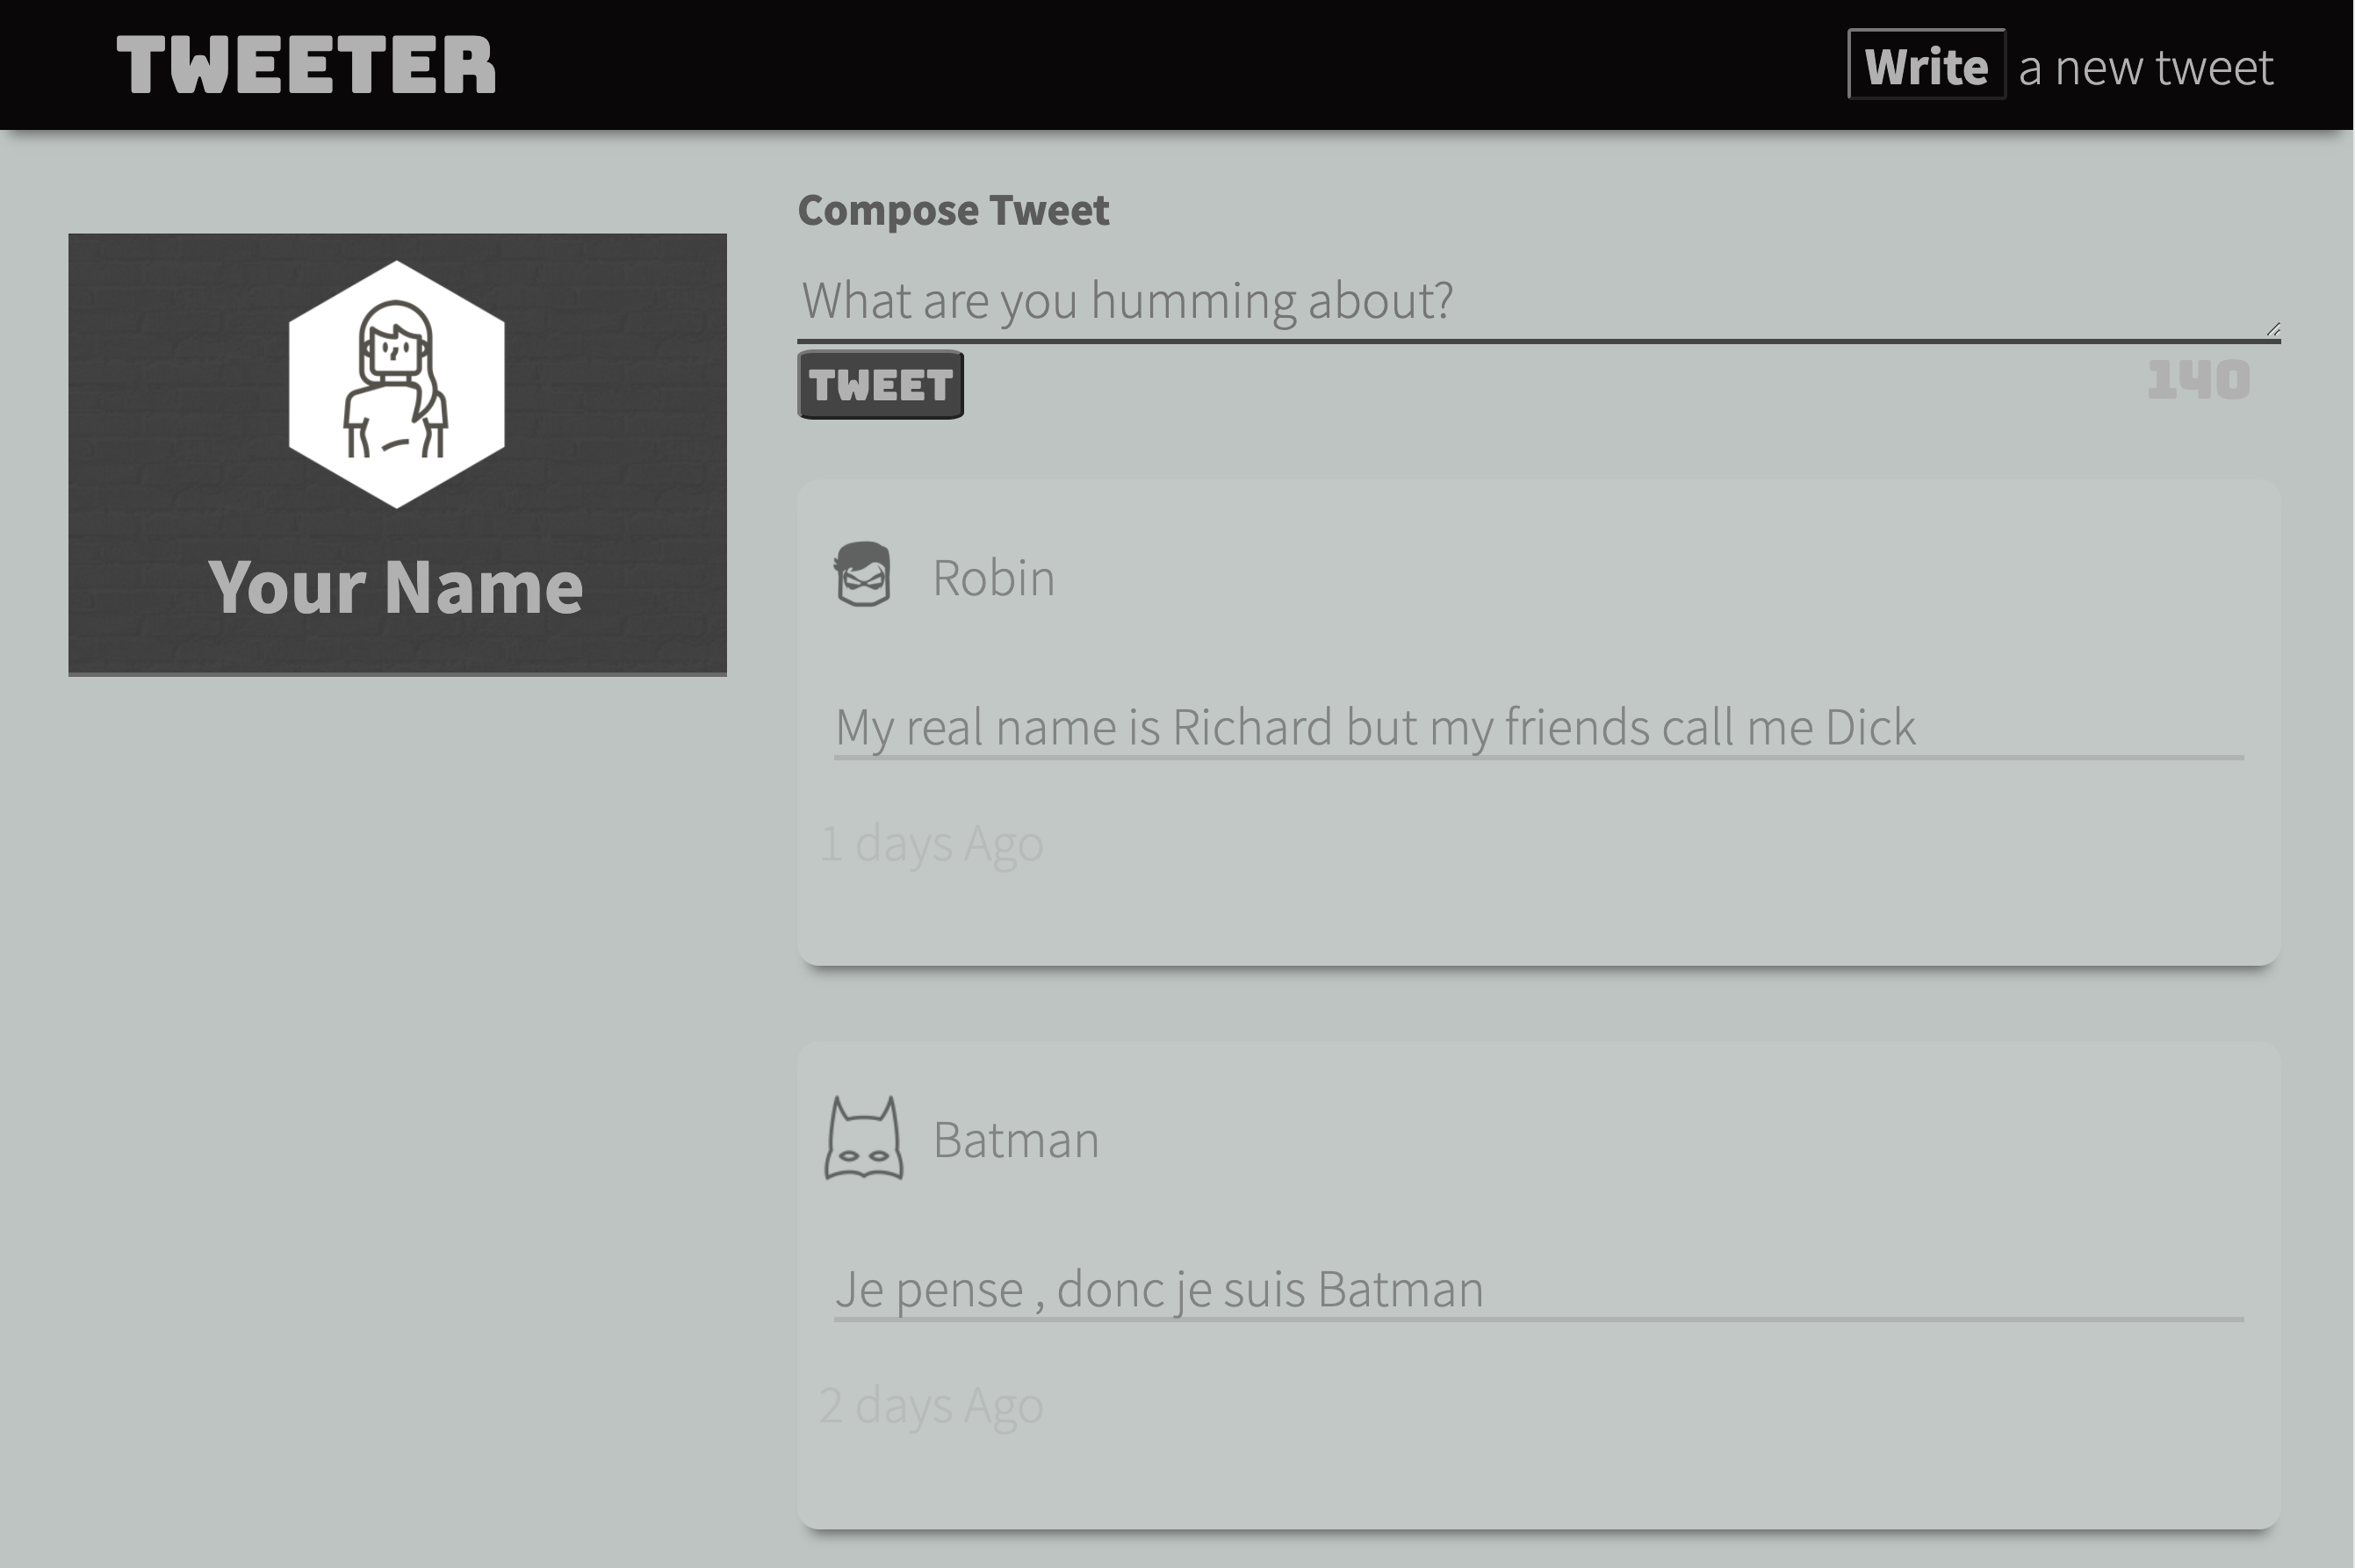 TWEETER
Write a new tweet
Your Name
Compose Tweet
What are you humming about?
TWEET
140
Robin
My real name is Richard but my friends call me Dick
1 days Ago
Batman
Je pense , donc je suis Batman
2 days Ago